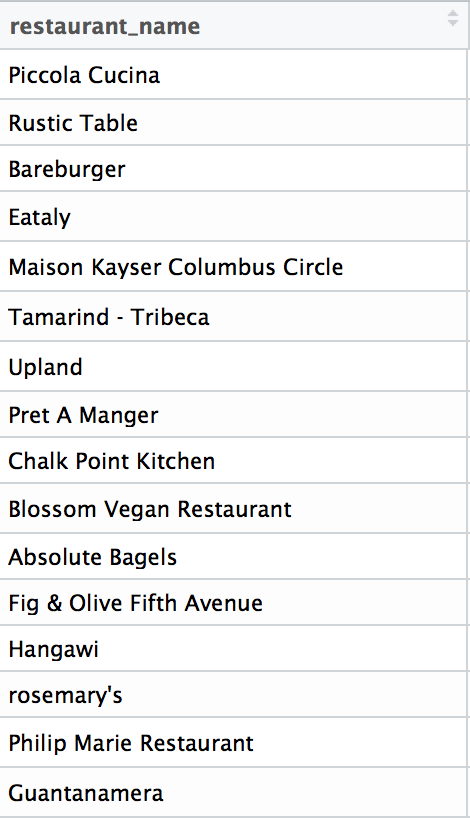 restaurant_name
Piccola Cucina
Rustic Table
Bareburger
Eataly
Maison Kayser Columbus Circle
Tamarind - Tribeca
Upland
Pret A Manger
Chalk Point Kitchen
Blossom Vegan Restaurant
Absolute Bagels
Fig & Olive Fifth Avenue
Hangawi
rosemary's
Philip Marie Restaurant
Guantanamera